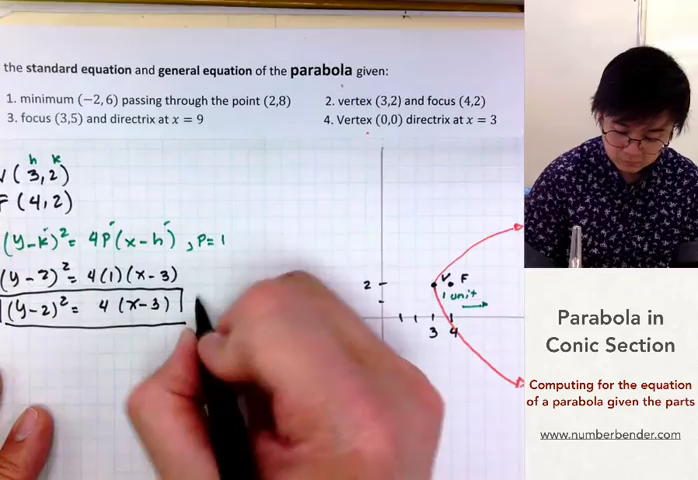 the standard equation and general equation of the parabola given:
1. minimum (−2, 6) passing through the point (2,8)
2. vertex (3,2) and focus (4,2)
3. focus (3,5) and directrix at x = 9
4. Vertex (0,0) directrix at x = 3
h k
V (3,2)
F (4,2)
(y-k)² = 4P(x-h), P=1
(y-2)² = 4(1)(x-3)
(y-2)² = 4(x-3)
2
V F
1 unit
3 4
Parabola in
Conic Section
Computing for the equation
of a parabola given the parts
www.numberbender.com